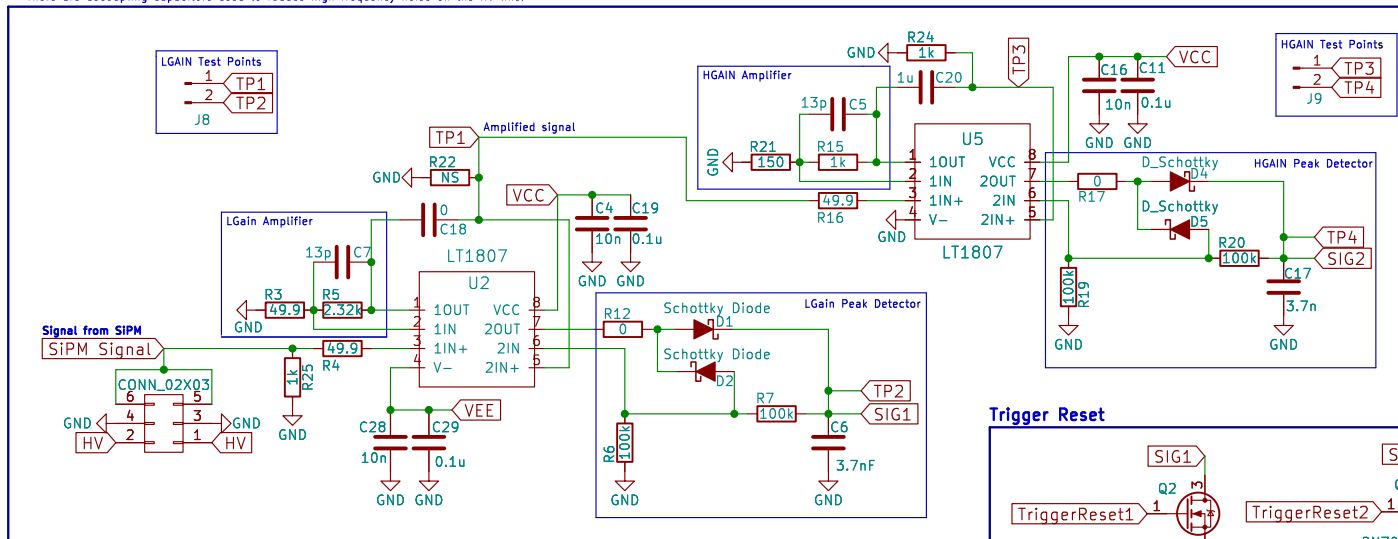 LGAIN Test Points
1 TP1
2 TP2
J8
HGAIN Amplifier
R24
1k
GND
1u C20
TP3
13p C5
R21
150
GND
R15
1k
R16
49.9
U5
1 1OUT VCC 8
2 1IN 2OUT 7
3 1IN+ 2IN 6
4 V- 2IN+ 5
LT1807
GND
C16
10n
C11
0.1u
VCC
GND
GND
HGAIN Test Points
1 TP3
2 TP4
J9
HGAIN Peak Detector
D_Schottky
D4
0
R17
D_Schottky
D5
R20
100k
TP4
SIG2
C17
3.7n
GND
100k
R19
GND
TP1
Amplified signal
R22
NS
GND
VCC
0
C18
C4
10n
C19
0.1u
GND
GND
LGain Amplifier
13p C7
R3
49.9
GND
R5
2.32k
LT1807
U2
1 1OUT VCC 8
2 1IN 2OUT 7
3 1IN+ 2IN 6
4 V- 2IN+ 5
Signal from SiPM
SiPM Signal
49.9
R4
1k
R25
GND
CONN_02X03
6 5
GND 4 3 GND
HV 2 1 HV
VEE
C28
10n
C29
0.1u
GND
GND
LGain Peak Detector
R12
0
Schottky Diode
D1
Schottky Diode
D2
R7
100k
TP2
SIG1
R6
100k
GND
C6
3.7nF
GND
Trigger Reset
SIG1
Q2
3
TriggerReset1 1
TriggerReset2 1